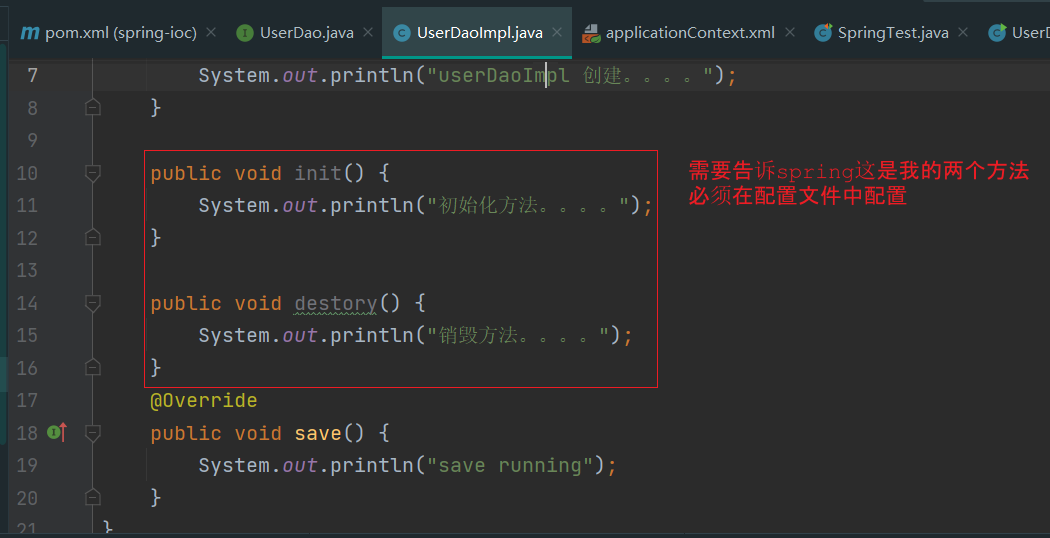 pom.xml (spring-ioc) UserDao.java UserDaoImpl.java applicationContext.xml SpringTest.java UserD
7 System.out.println("userDaoImpl 创建。。。。");
8 }
9
10 public void init() {
需要告诉spring这是我的两个方法
必须在配置文件中配置
11 System.out.println("初始化方法。。。。");
12 }
13
14 public void destory() {
15 System.out.println("销毁方法。。。。");
16 }
17 @Override
18 public void save() {
19 System.out.println("save running");
20 }
21 }